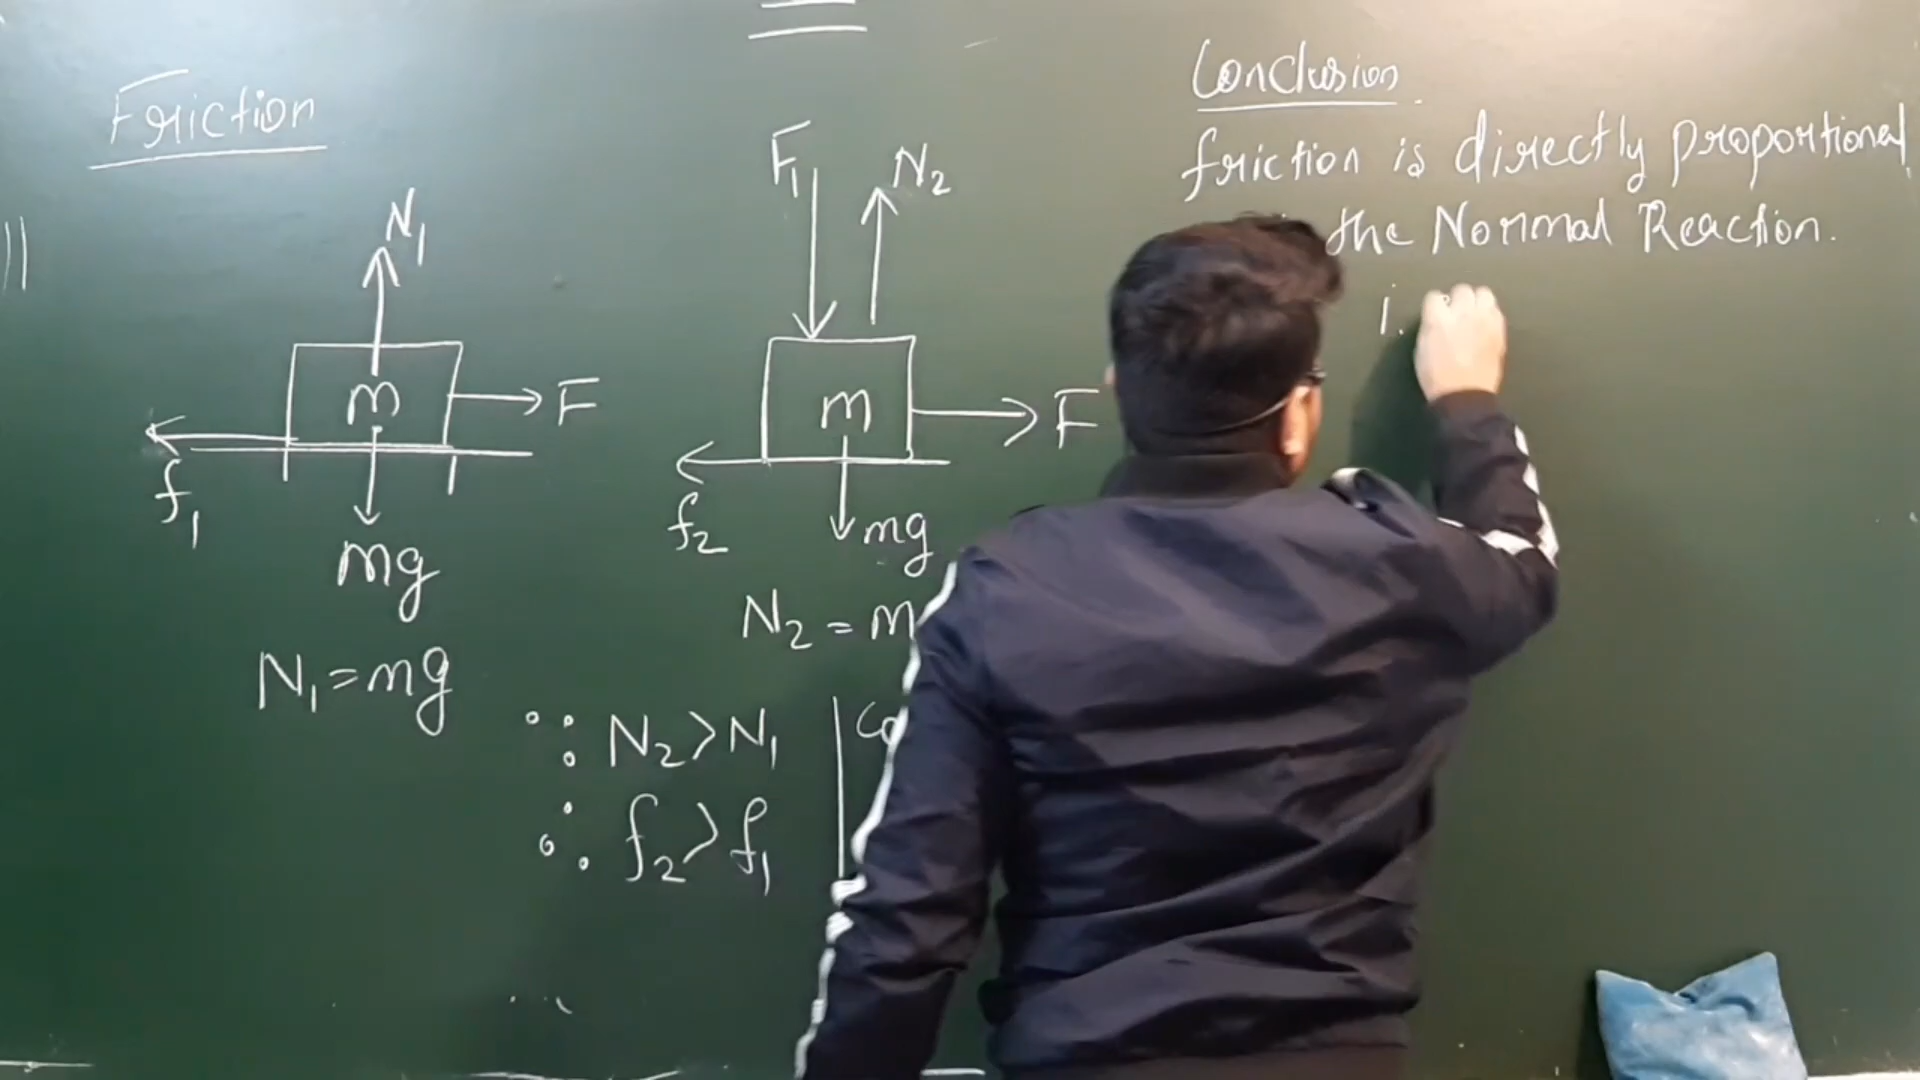 Friction
N1
m
F
f1
mg
N1 = mg
F1
N2
m
F
f2
mg
N2 = m
∵ N2 > N1
∴ f2 > f1
Conclusion
friction is directly proportional
the Normal Reaction.
i.